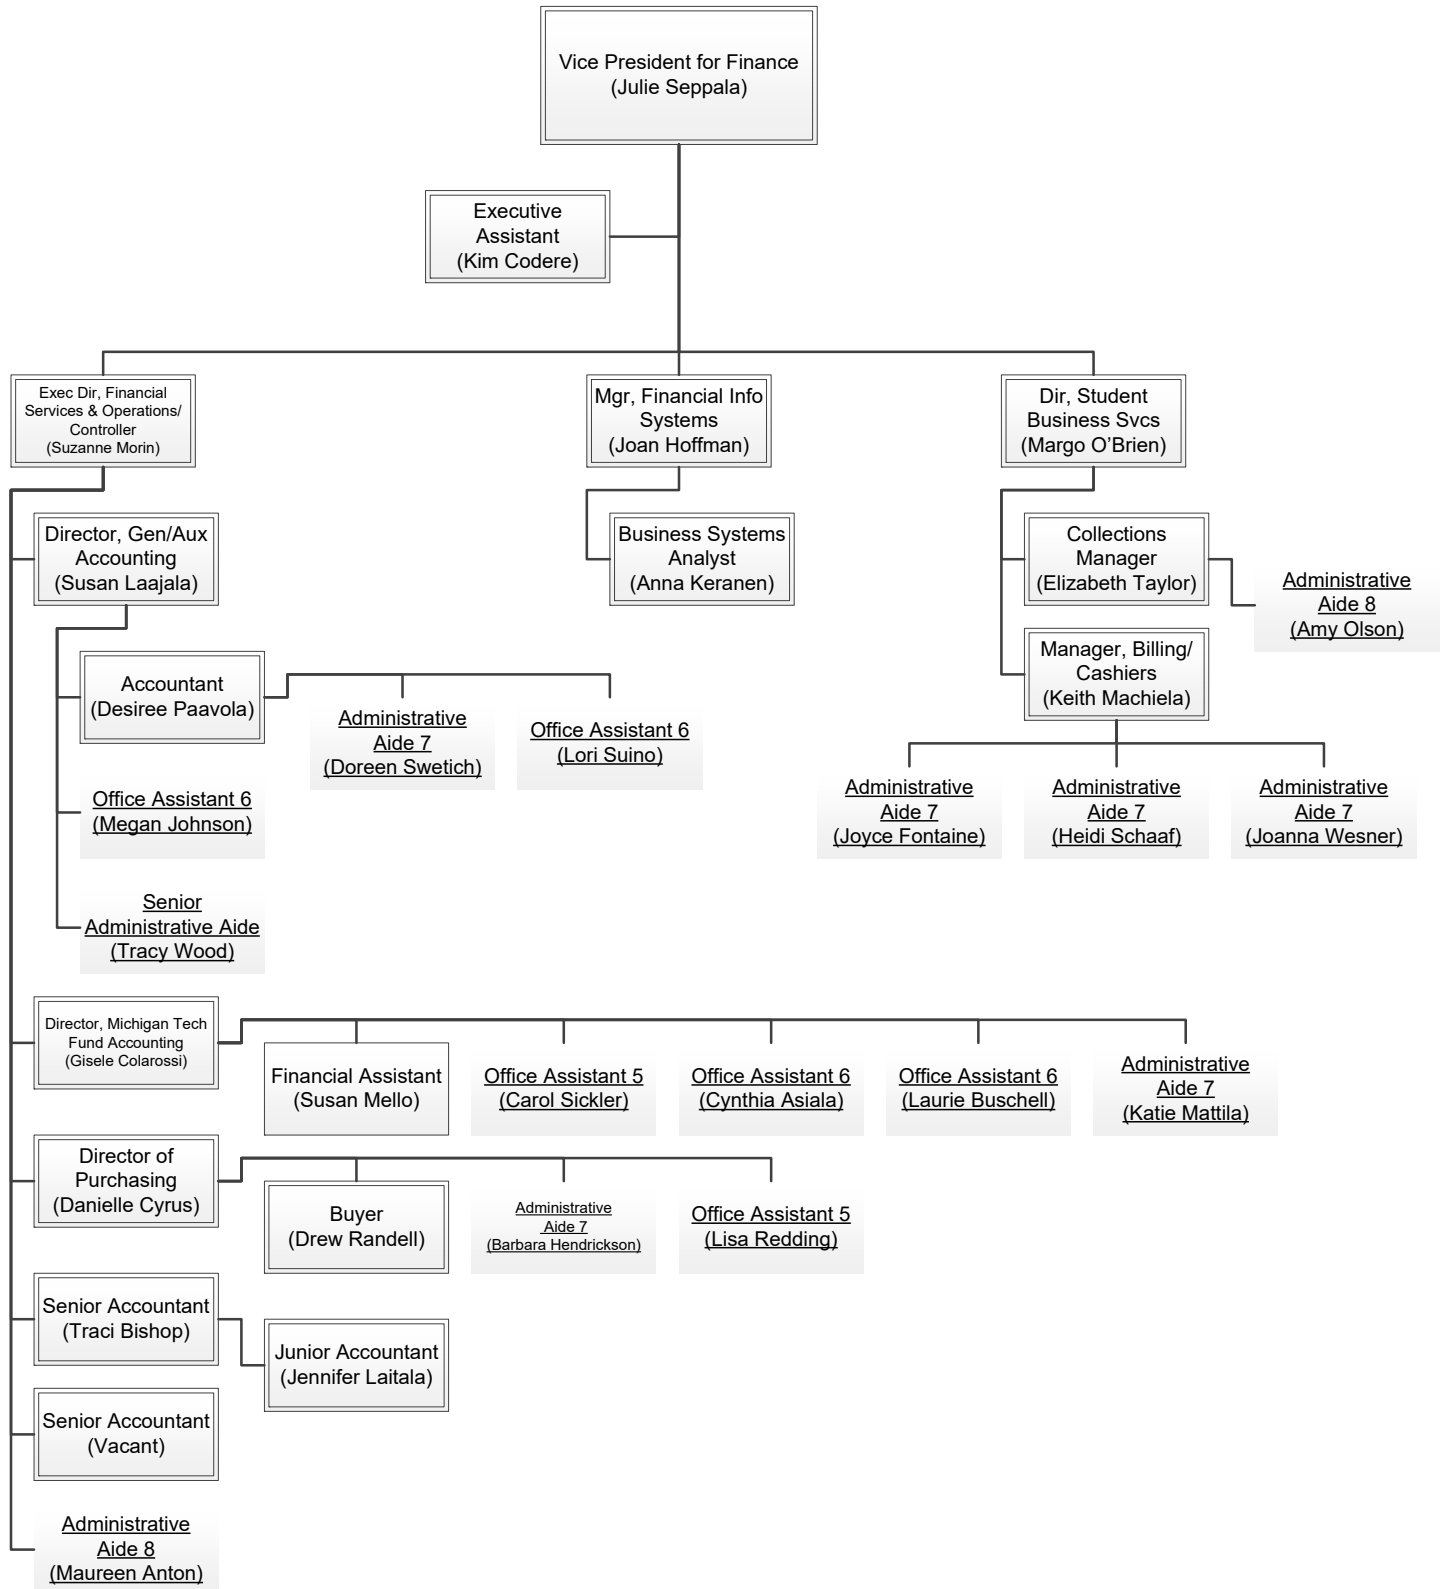 Vice President for Finance
(Julie Seppala)
Executive
Assistant
(Kim Codere)
Exec Dir, Financial
Services & Operations/
Controller
(Suzanne Morin)
Mgr, Financial Info
Systems
(Joan Hoffman)
Dir, Student
Business Svcs
(Margo O’Brien)
Director, Gen/Aux
Accounting
(Susan Laajala)
Business Systems
Analyst
(Anna Keranen)
Collections
Manager
(Elizabeth Taylor)
Administrative
Aide 8
(Amy Olson)
Manager, Billing/
Cashiers
(Keith Machiela)
Accountant
(Desiree Paavola)
Administrative
Aide 7
(Doreen Swetich)
Office Assistant 6
(Lori Suino)
Administrative
Aide 7
(Joyce Fontaine)
Administrative
Aide 7
(Heidi Schaaf)
Administrative
Aide 7
(Joanna Wesner)
Office Assistant 6
(Megan Johnson)
Senior
Administrative Aide
(Tracy Wood)
Director, Michigan Tech
Fund Accounting
(Gisele Colarossi)
Financial Assistant
(Susan Mello)
Office Assistant 5
(Carol Sickler)
Office Assistant 6
(Cynthia Asiala)
Office Assistant 6
(Laurie Buschell)
Administrative
Aide 7
(Katie Mattila)
Director of
Purchasing
(Danielle Cyrus)
Buyer
(Drew Randell)
Administrative
Aide 7
(Barbara Hendrickson)
Office Assistant 5
(Lisa Redding)
Senior Accountant
(Traci Bishop)
Junior Accountant
(Jennifer Laitala)
Senior Accountant
(Vacant)
Administrative
Aide 8
(Maureen Anton)